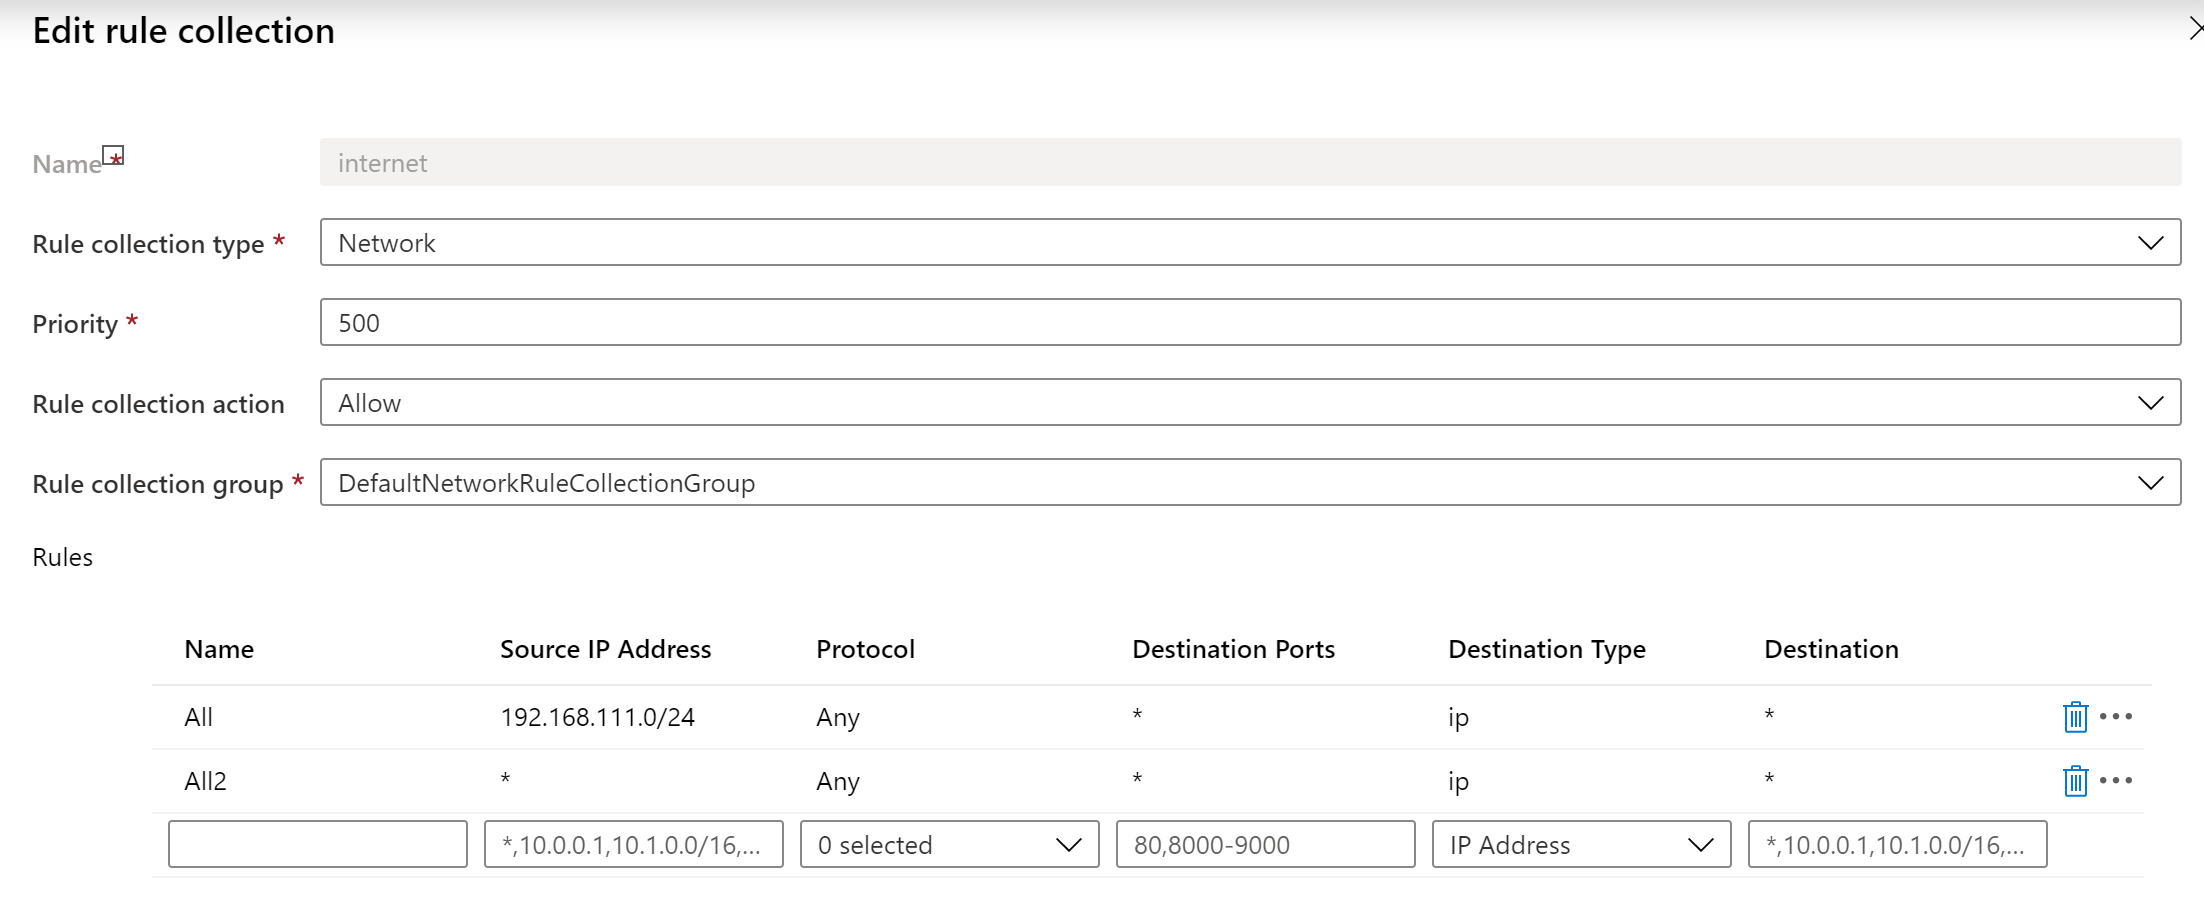 Edit rule collection
Name *
internet
Rule collection type *
Network
Priority *
500
Rule collection action
Allow
Rule collection group *
DefaultNetworkRuleCollectionGroup
Rules
Name Source IP Address Protocol Destination Ports Destination Type Destination
All 192.168.111.0/24 Any * ip *
All2 * Any * ip *
*,10.0.0.1,10.1.0.0/16,... 0 selected 80,8000-9000 IP Address *,10.0.0.1,10.1.0.0/16,...